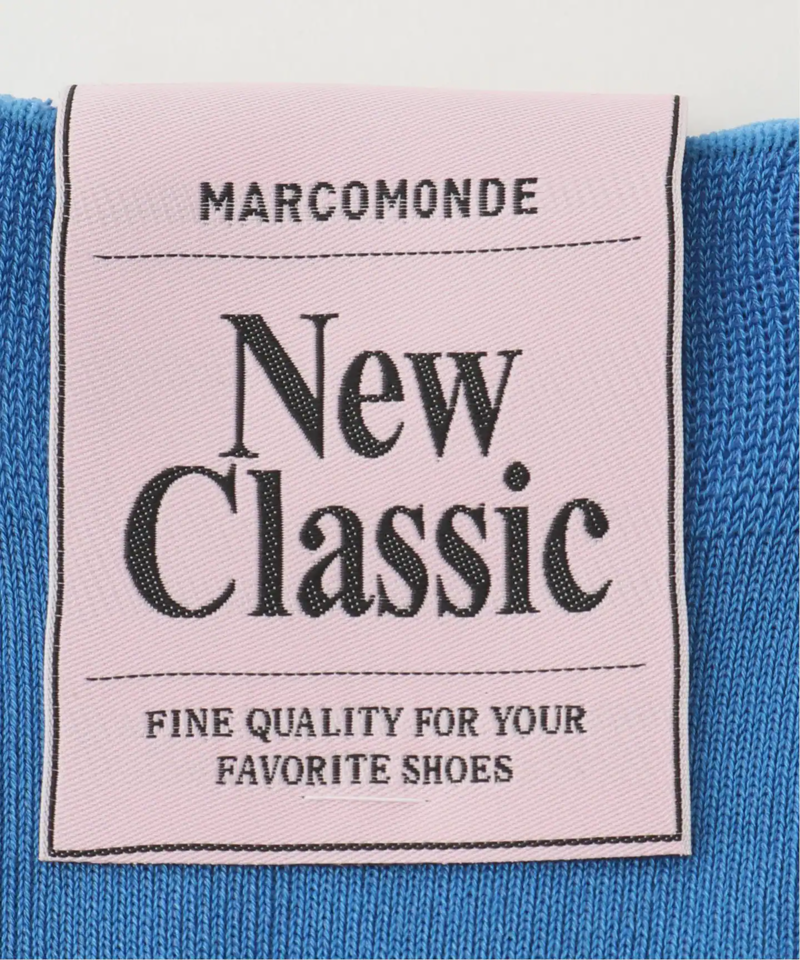 MARCOMONDE
New
Classic
FINE QUALITY FOR YOUR
FAVORITE SHOES